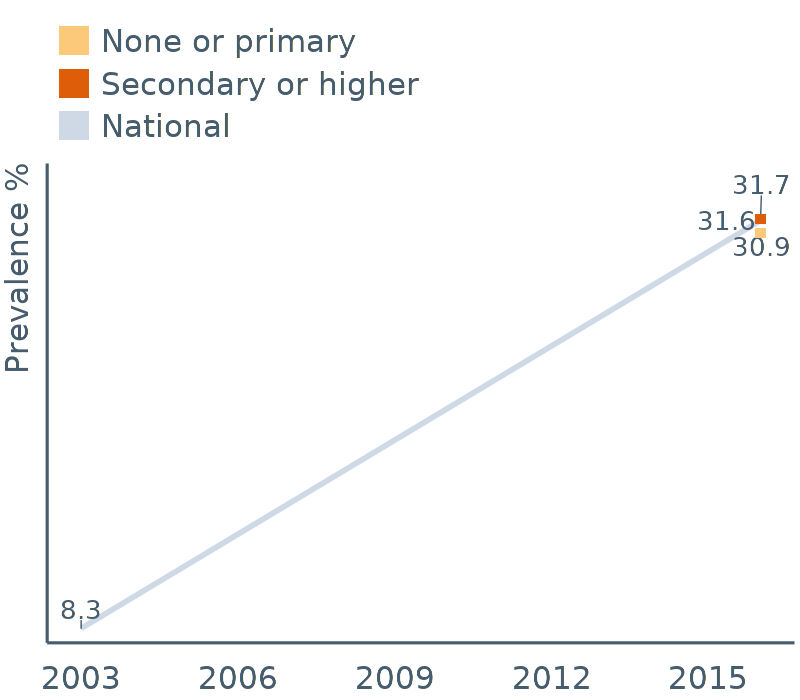 None or primary
Secondary or higher
National
Prevalence %
31.7
31.6
30.9
8.3
2003 2006 2009 2012 2015